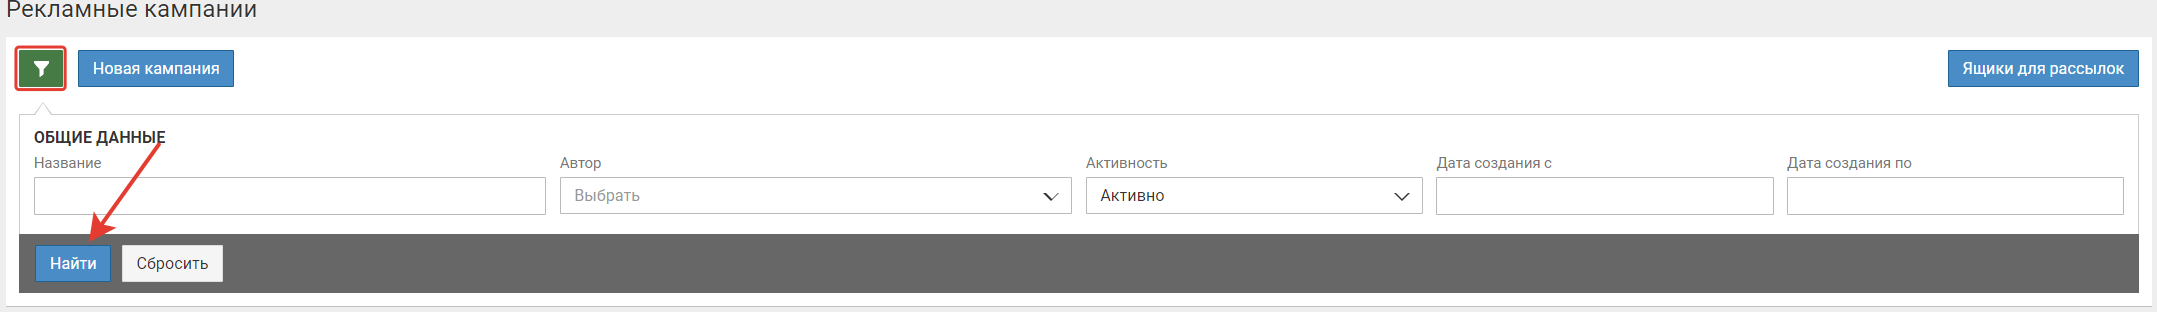 Рекламные кампании
Новая кампания
Ящики для рассылок
ОБЩИЕ ДАННЫЕ
Название Автор Активность Дата создания с Дата создания по
Выбрать Активно
Найти Сбросить